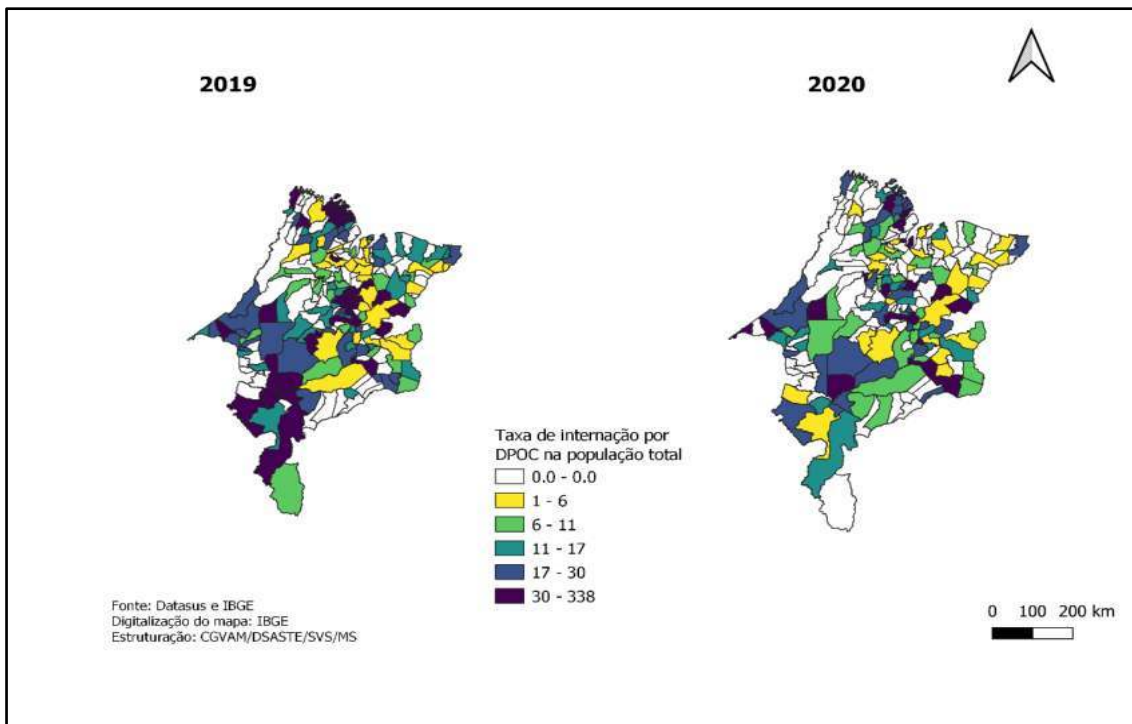 2019
2020
Taxa de internação por
DPOC na população total
0.0 - 0.0
1 - 6
6 - 11
11 - 17
17 - 30
30 - 338
Fonte: Datasus e IBGE
Digitalização do mapa: IBGE
Estruturação: CGVAM/DSASTE/SVS/MS
0 100 200 km